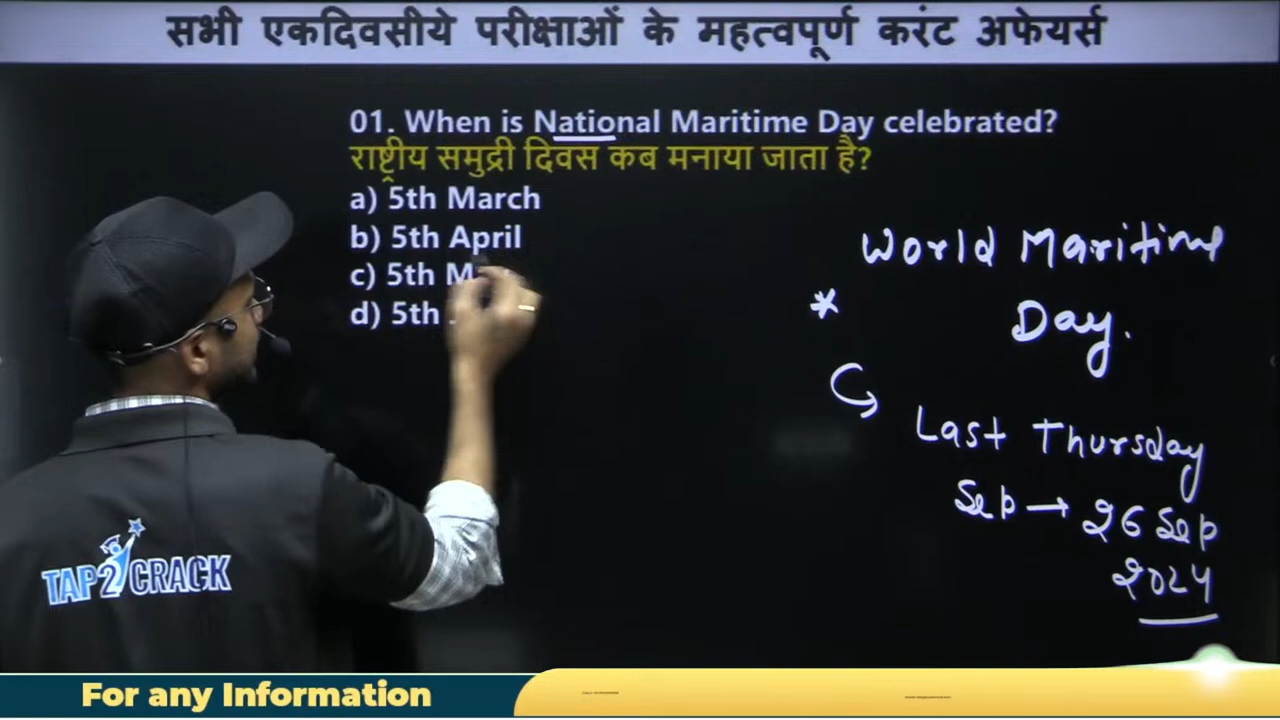 सभी एकदिवसीये परीक्षाओं के महत्वपूर्ण करंट अफेयर्स
01. When is National Maritime Day celebrated?
राष्ट्रीय समुद्री दिवस कब मनाया जाता है?
a) 5th March
b) 5th April
c) 5th
d) 5th
World Maritime
* Day.
Last Thursday
Sep → 26 Sep
2024
TAP2CRACK
For any Information